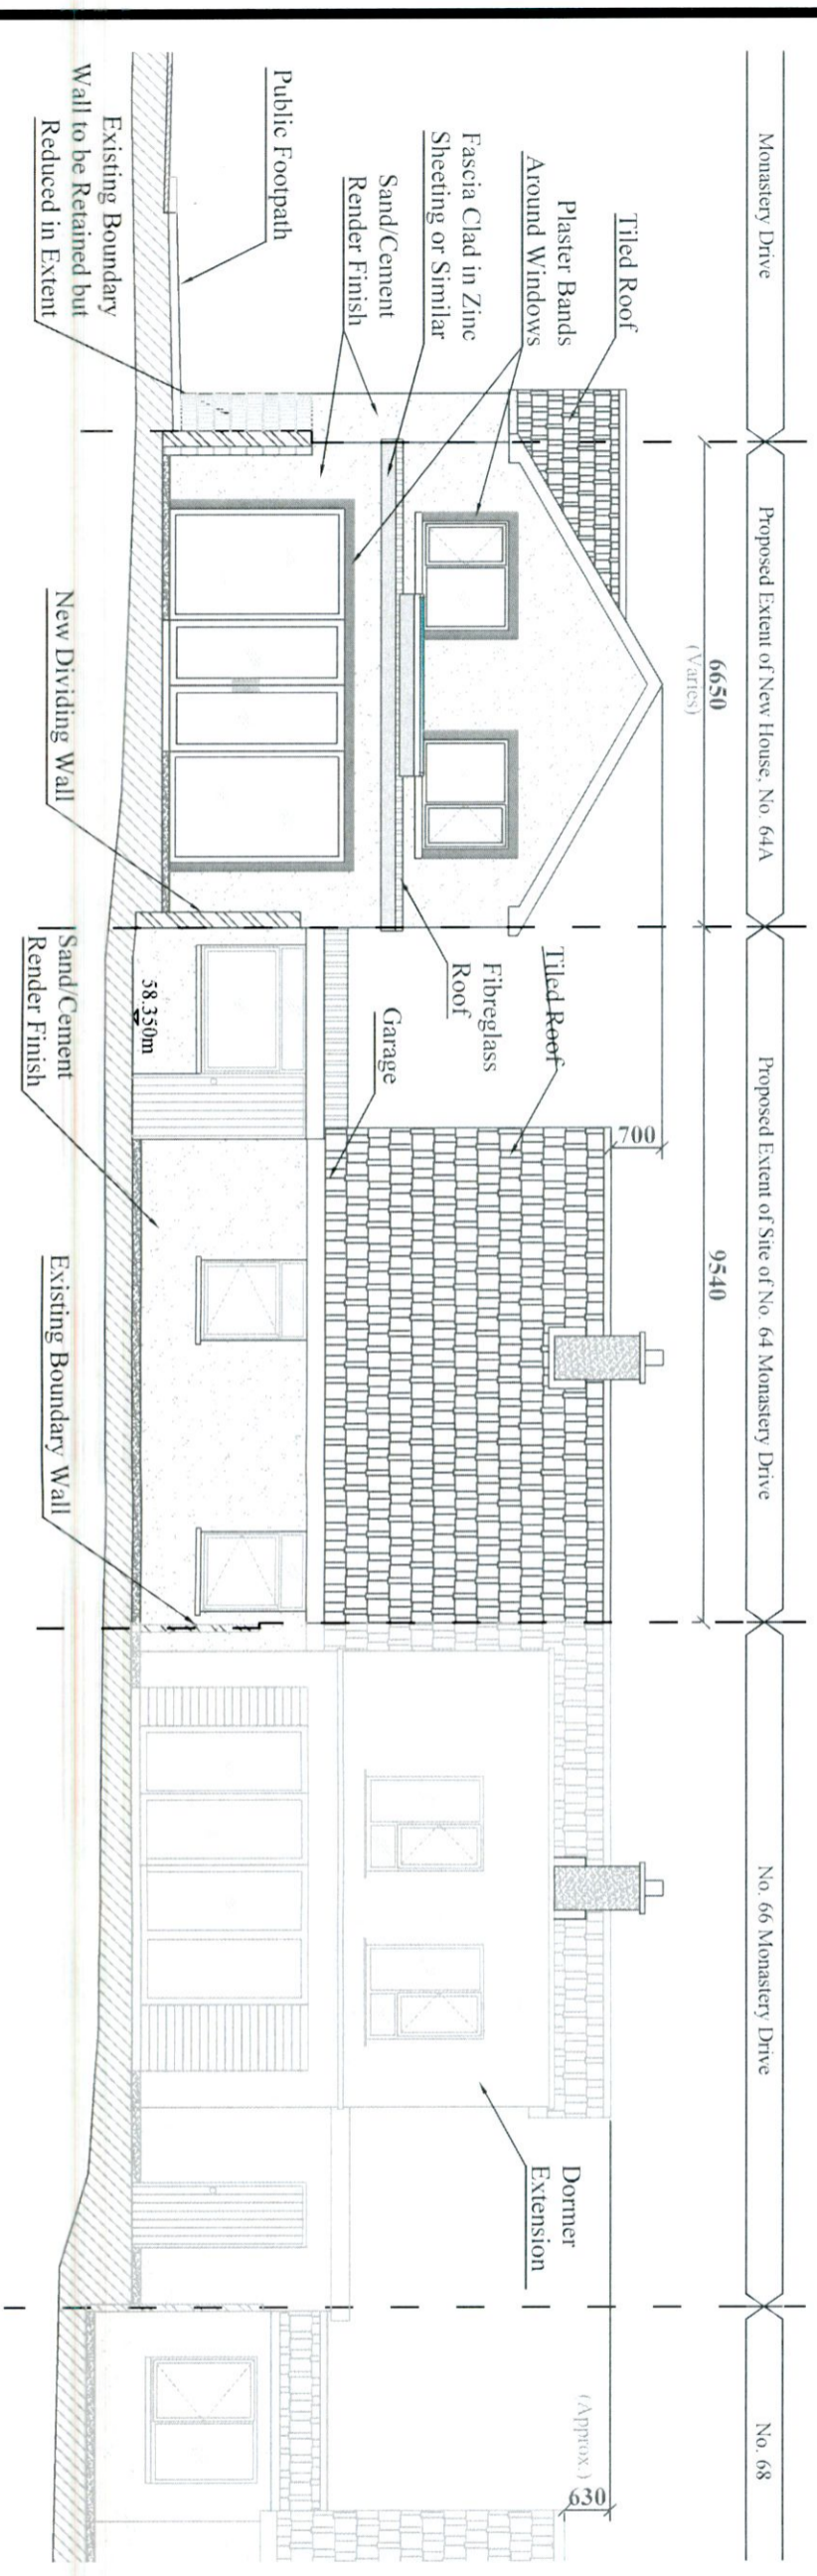 Monastery Drive
Proposed Extent of New House, No. 64A
Proposed Extent of Site of No. 64 Monastery Drive
No. 66 Monastery Drive
No. 68
6650
(Varies)
9540
700
630
(Approx.)
Tiled Roof
Plaster Bands
Around Windows
Fascia Clad in Zinc
Sheeting or Similar
Sand/Cement
Render Finish
Public Footpath
Existing Boundary
Wall to be Retained but
Reduced in Extent
New Dividing Wall
Tiled Roof
Fibreglass
Roof
Garage
58.350m
Sand/Cement
Render Finish
Existing Boundary Wall
Dormer
Extension